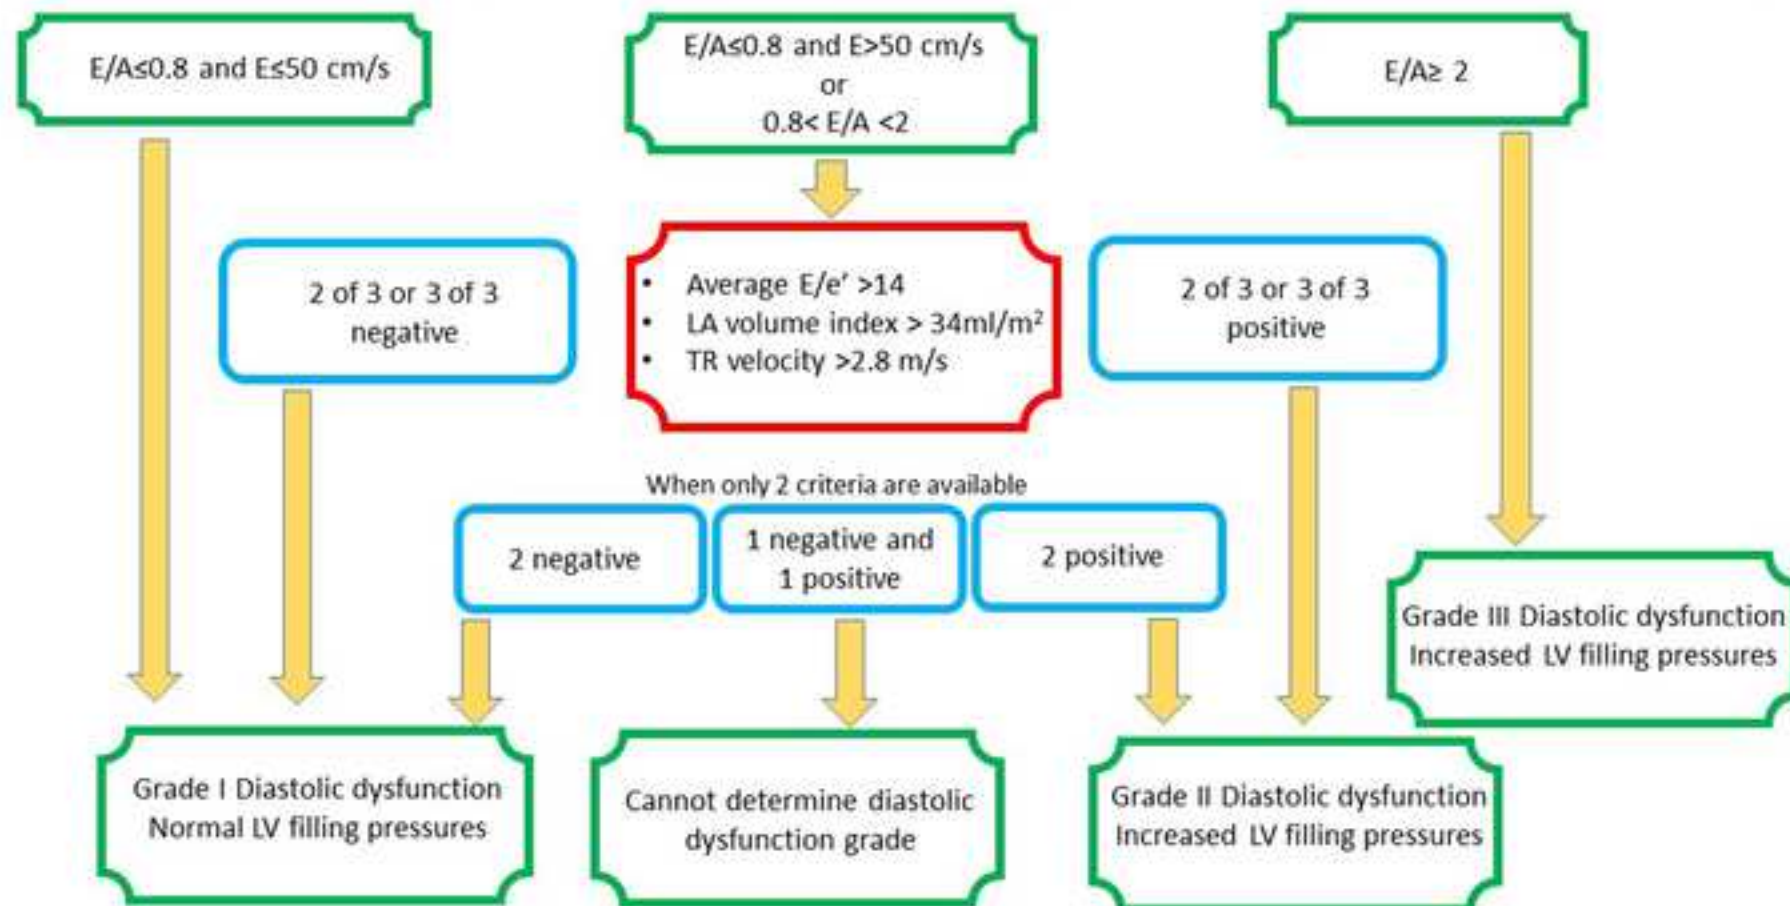 E/A≤0.8 and E≤50 cm/s
E/A≤0.8 and E>50 cm/s
or
0.8< E/A <2
E/A≥ 2
2 of 3 or 3 of 3
negative
• Average E/e' >14
• LA volume index > 34ml/m²
• TR velocity >2.8 m/s
2 of 3 or 3 of 3
positive
When only 2 criteria are available
2 negative
1 negative and
1 positive
2 positive
Grade III Diastolic dysfunction
Increased LV filling pressures
Grade I Diastolic dysfunction
Normal LV filling pressures
Cannot determine diastolic
dysfunction grade
Grade II Diastolic dysfunction
Increased LV filling pressures